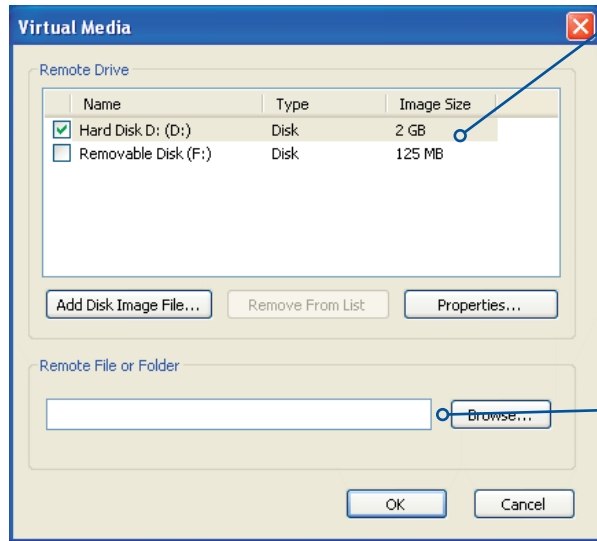 Virtual Media
Remote Drive
Name Type Image Size
Hard Disk D: (D:) Disk 2 GB
Removable Disk (F:) Disk 125 MB
Add Disk Image File... Remove From List Properties...
Remote File or Folder
Browse...
OK Cancel